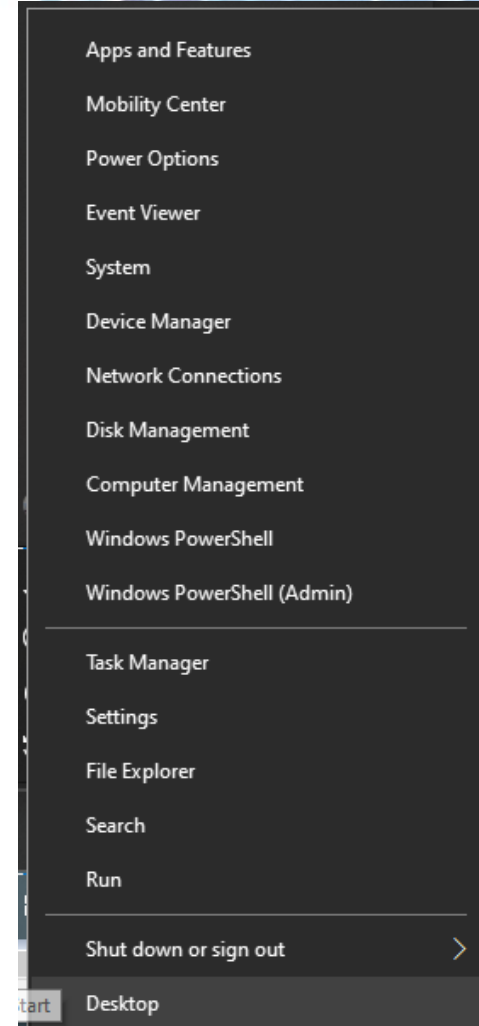 Apps and Features
Mobility Center
Power Options
Event Viewer
System
Device Manager
Network Connections
Disk Management
Computer Management
Windows PowerShell
Windows PowerShell (Admin)
Task Manager
Settings
File Explorer
Search
Run
Shut down or sign out
Desktop